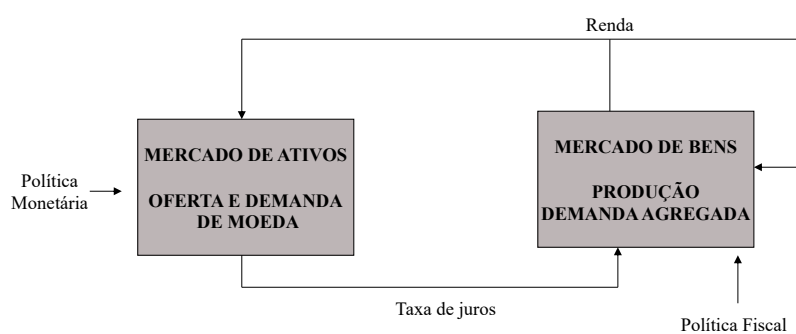 Renda
MERCADO DE ATIVOS
OFERTA E DEMANDA
DE MOEDA
MERCADO DE BENS
PRODUÇÃO
DEMANDA AGREGADA
Política
Monetária
Taxa de juros
Política Fiscal